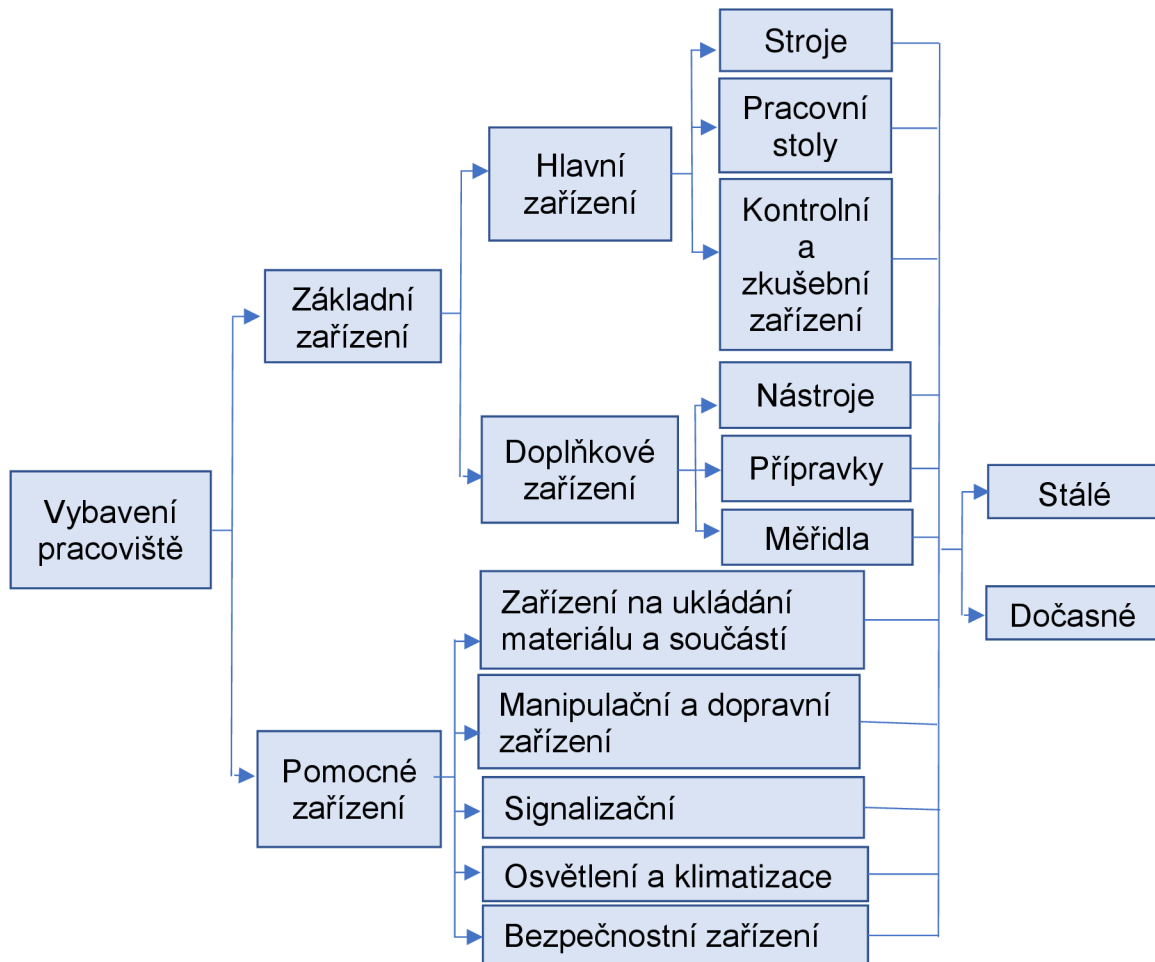 Stroje
Pracovní
stoly
Hlavní
zařízení
Kontrolní
a
zkušební
zařízení
Základní
zařízení
Nástroje
Doplňkové
zařízení
Přípravky
Měřidla
Stálé
Dočasné
Vybavení
pracoviště
Zařízení na ukládání
materiálu a součástí
Manipulační a dopravní
zařízení
Pomocné
zařízení
Signalizační
Osvětlení a klimatizace
Bezpečnostní zařízení